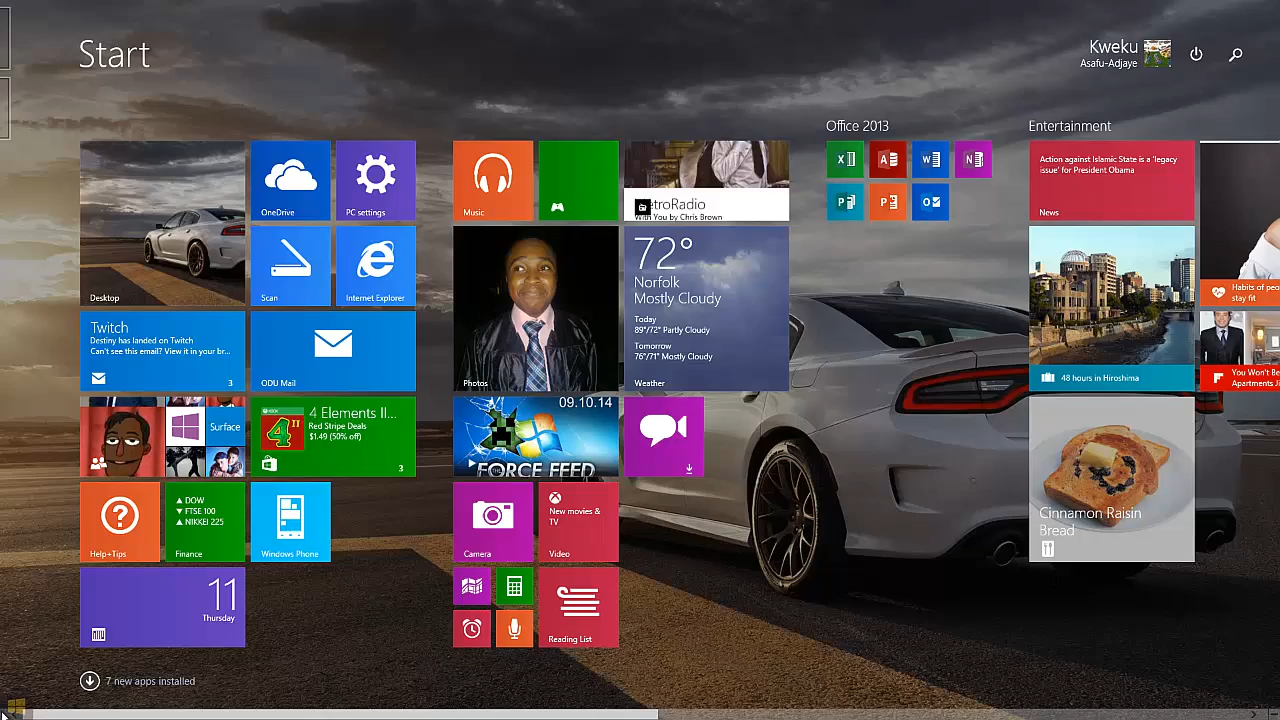 Start
Kweku
Asafu-Adjaye
Office 2013
Entertainment
Desktop
OneDrive
PC settings
Scan
Internet Explorer
Twitch
Destiny has landed on Twitch
Can't see this email? View it in your br...
3
ODU Mail
Surface
4 Elements II...
Red Stripe Deals
$1.49 (50% off)
3
Help+Tips
▲ DOW
▼ FTSE 100
▲ NIKKEI 225
Finance
Windows Phone
11
Thursday
7 new apps installed
Music
etroRadio
With You by Chris Brown
Photos
72°
Norfolk
Mostly Cloudy
Today
89°/72° Partly Cloudy
Tomorrow
76°/71° Mostly Cloudy
Weather
09.10.14
FORCE FEED
Camera
New movies &
TV
Video
Reading List
Action against Islamic State is a 'legacy
issue' for President Obama
News
48 hours in Hiroshima
Cinnamon Raisin
Bread
Habits of peo
stay fit
You Won't Be
Apartments Ji